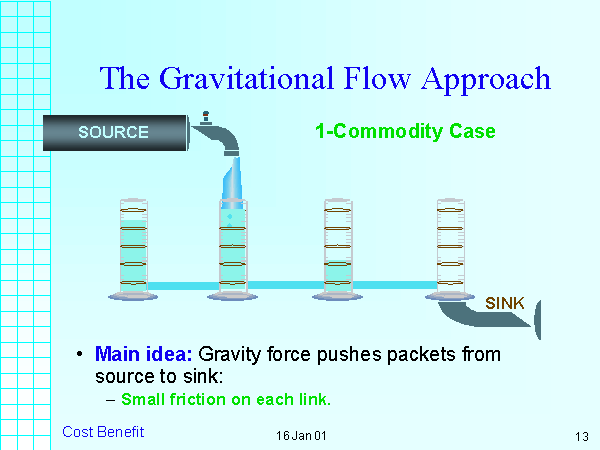 The Gravitational Flow Approach
SOURCE
1-Commodity Case
SINK
• Main idea: Gravity force pushes packets from
source to sink:
– Small friction on each link.
Cost Benefit
16 Jan 01
13